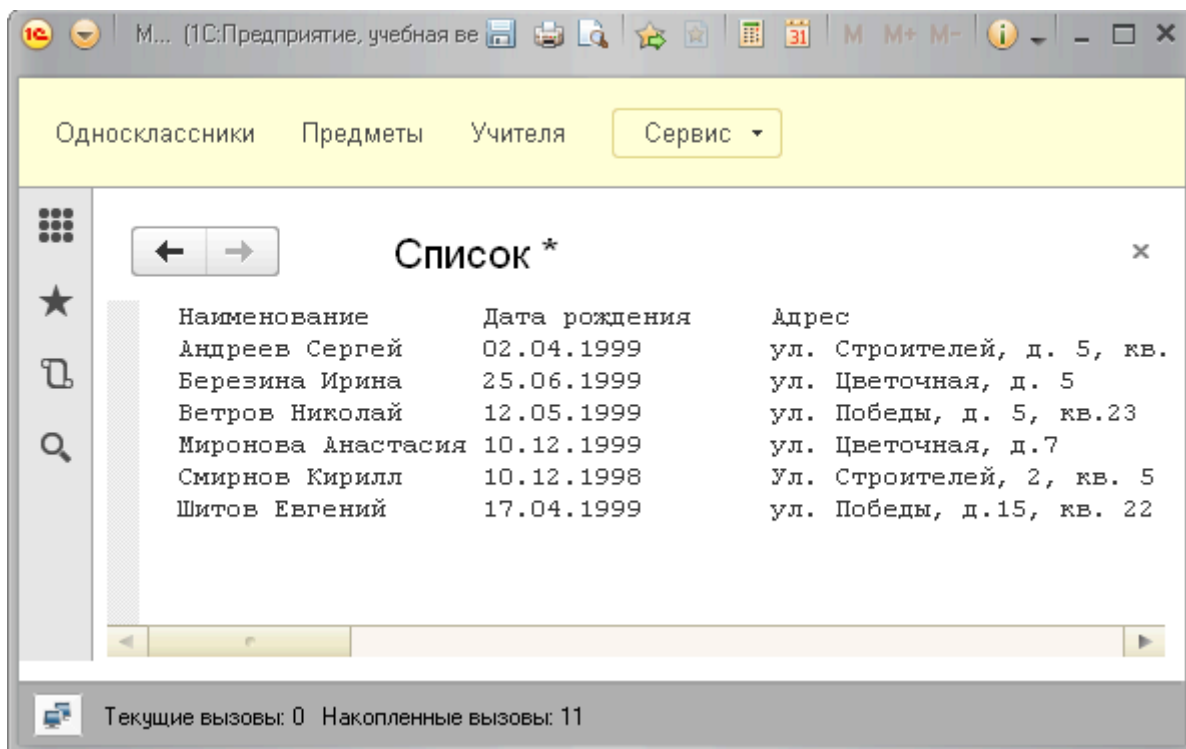 М... (1С:Предприятие, учебная ве 31 M M+ M-
Одноклассники Предметы Учителя Сервис
Список *
Наименование Дата рождения Адрес
Андреев Сергей 02.04.1999 ул. Строителей, д. 5, кв.
Березина Ирина 25.06.1999 ул. Цветочная, д. 5
Ветров Николай 12.05.1999 ул. Победы, д. 5, кв.23
Миронова Анастасия 10.12.1999 ул. Цветочная, д.7
Смирнов Кирилл 10.12.1998 Ул. Строителей, 2, кв. 5
Шитов Евгений 17.04.1999 ул. Победы, д.15, кв. 22
Текущие вызовы: 0 Накопленные вызовы: 11